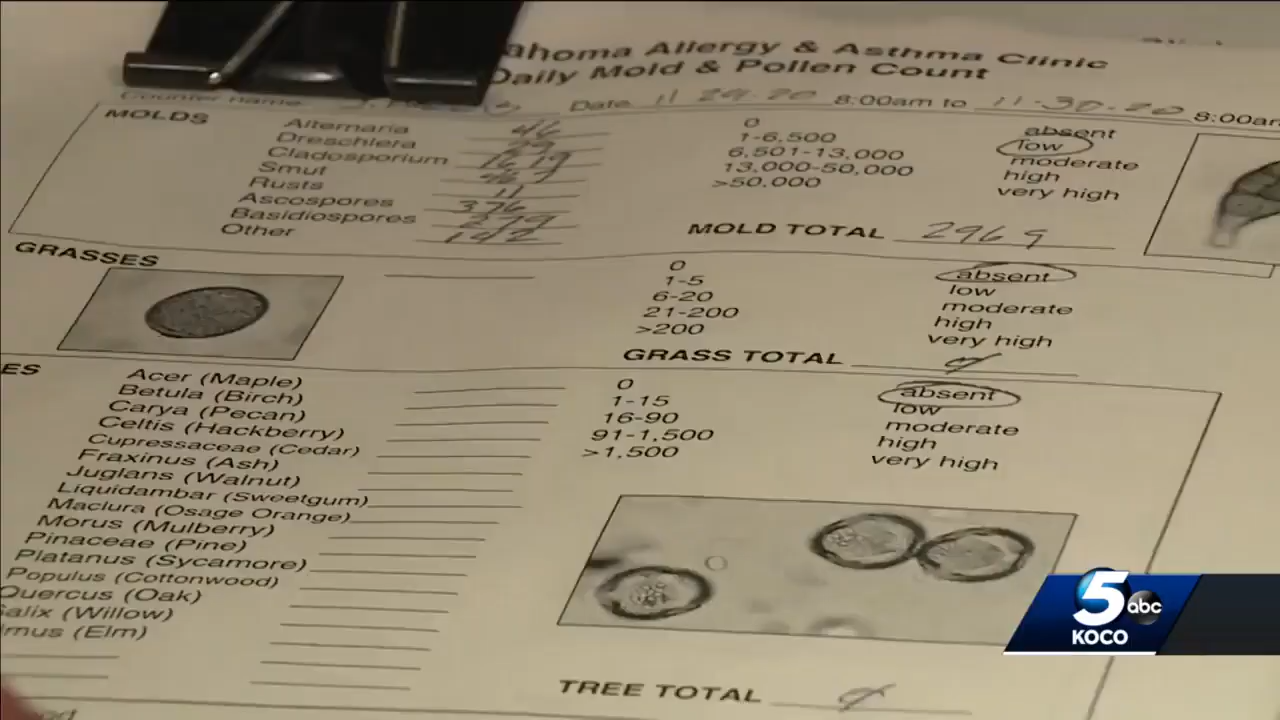 ahoma Allergy & Asthma Clinic
Daily Mold & Pollen Count
Counter name Date 11 29.20 8:00am to 11-30-20 8:00am
MOLDS
Alternaria 46
Dreschlera 29
Cladosporium
Smut
Rusts 11
Ascospores 376
Basidiospores
Other 142
0 absent
1-6,500 low
6,501-13,000 moderate
13,000-50,000 high
>50,000 very high
MOLD TOTAL 2969
GRASSES
0 absent
1-5 low
6-20 moderate
21-200 high
>200 very high
GRASS TOTAL
ES
Acer (Maple)
Betula (Birch)
Carya (Pecan)
Celtis (Hackberry)
Cupressaceae (Cedar)
Fraxinus (Ash)
Juglans (Walnut)
Liquidambar (Sweetgum)
Maclura (Osage Orange)
Morus (Mulberry)
Pinaceae (Pine)
Platanus (Sycamore)
Populus (Cottonwood)
Quercus (Oak)
Salix (Willow)
lmus (Elm)
0 absent
1-15 low
16-90 moderate
91-1,500 high
>1,500 very high
TREE TOTAL
5 abc
KOCO